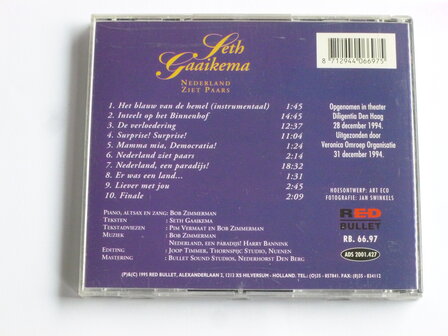 Seth
Gaaikema
Nederland
Ziet Paars
1. Het blauw van de hemel (instrumentaal) 1:45
2. Inteelt op het Binnenhof 14:45
3. De verloedering 12:37
4. Surprise! Surprise! 11:04
5. Mamma mia, Democratia! 1:24
6. Nederland ziet paars 2:14
7. Nederland, een paradijs! 18:32
8. Er was een land... 1:31
9. Liever met jou 2:45
10. Finale 2:09
Piano, altsax en zang: Bob Zimmerman
Teksten : Seth Gaaikema
Tekstadviezen : Pim Vermaat en Bob Zimmerman
Muziek : Bob Zimmerman
Nederland, een paradijs! Harry Bannink
Editing : Joop Timmer, Thornspijc Studio, Nuenen
Mastering : Bullet Sound Studios, Nederhorst Den Berg
8 712944 066975
Opgenomen in theater
Diligentia Den Haag
28 december 1994.
Uitgezonden door
Veronica Omroep Organisatie
31 december 1994.
HOESONTWERP: ART ECO
FOTOGRAFIE: JAN SWINKELS
RED
BULLET
RB. 66.97
ADS 2001.427
(P)&(C) 1995 RED BULLET, ALEXANDERLAAN 2, 1213 XS HILVERSUM - HOLLAND. TEL.: (0)35 - 857841. FAX: (0)35 - 834112